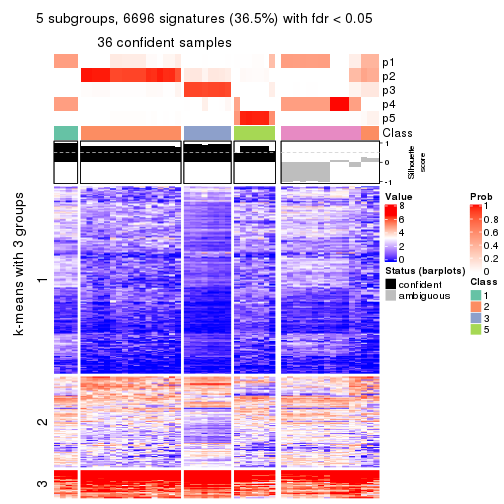 5 subgroups, 6696 signatures (36.5%) with fdr < 0.05
36 confident samples
p1
p2
p3
p4
p5
Class
1
0
-1
Silhouette
score
k-means with 3 groups
1
2
3
Value
8
6
4
2
0
Status (barplots)
confident
ambiguous
Prob
1
0.8
0.6
0.4
0.2
0
Class
1
2
3
5